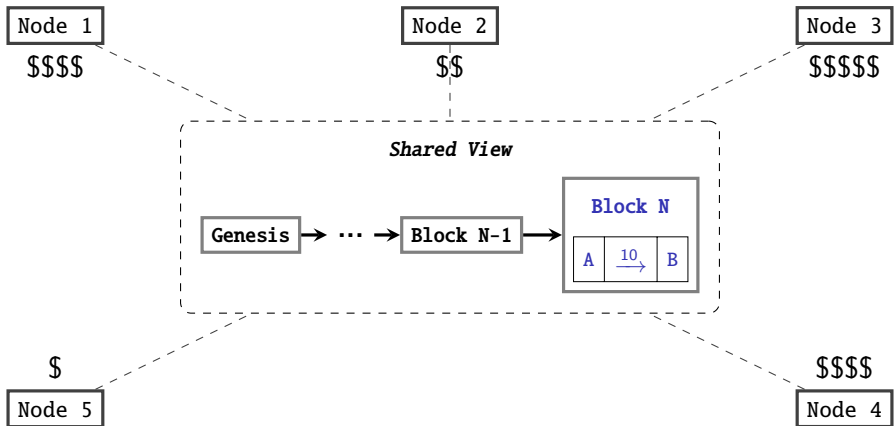 Node 1
Node 2
Node 3
$$$$
$$
$$$$$
Shared View
Block N
Genesis
...
Block N-1
A
10
B
$
$$$$
Node 5
Node 4